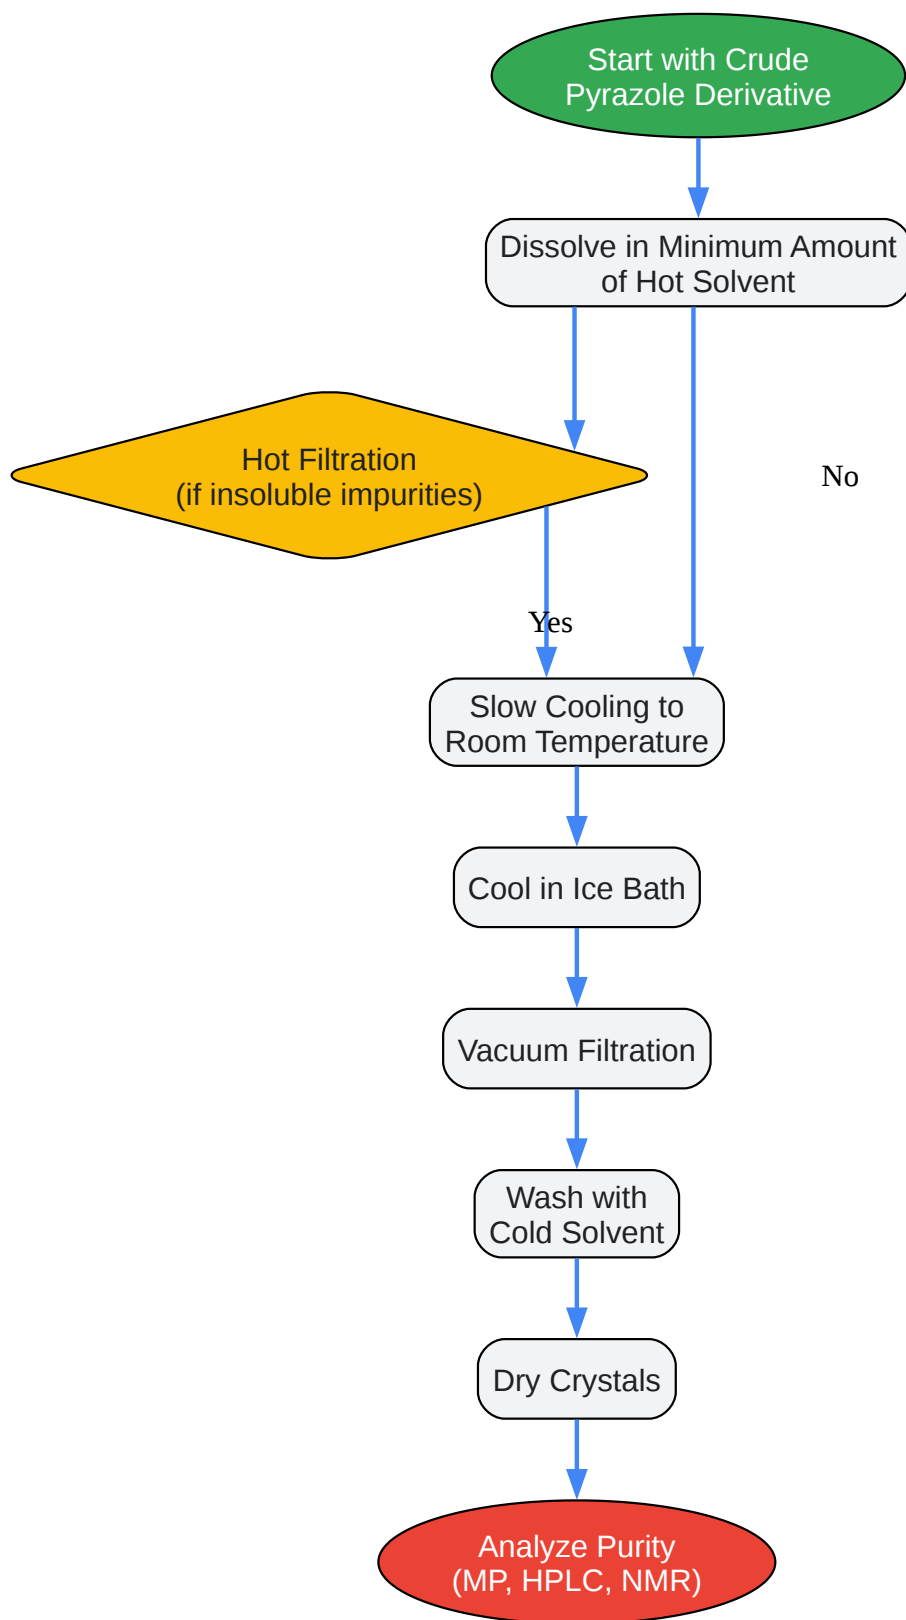 Start with Crude
Pyrazole Derivative
Dissolve in Minimum Amount
of Hot Solvent
Hot Filtration
(if insoluble impurities)
No
Yes
Slow Cooling to
Room Temperature
Cool in Ice Bath
Vacuum Filtration
Wash with
Cold Solvent
Dry Crystals
Analyze Purity
(MP, HPLC, NMR)